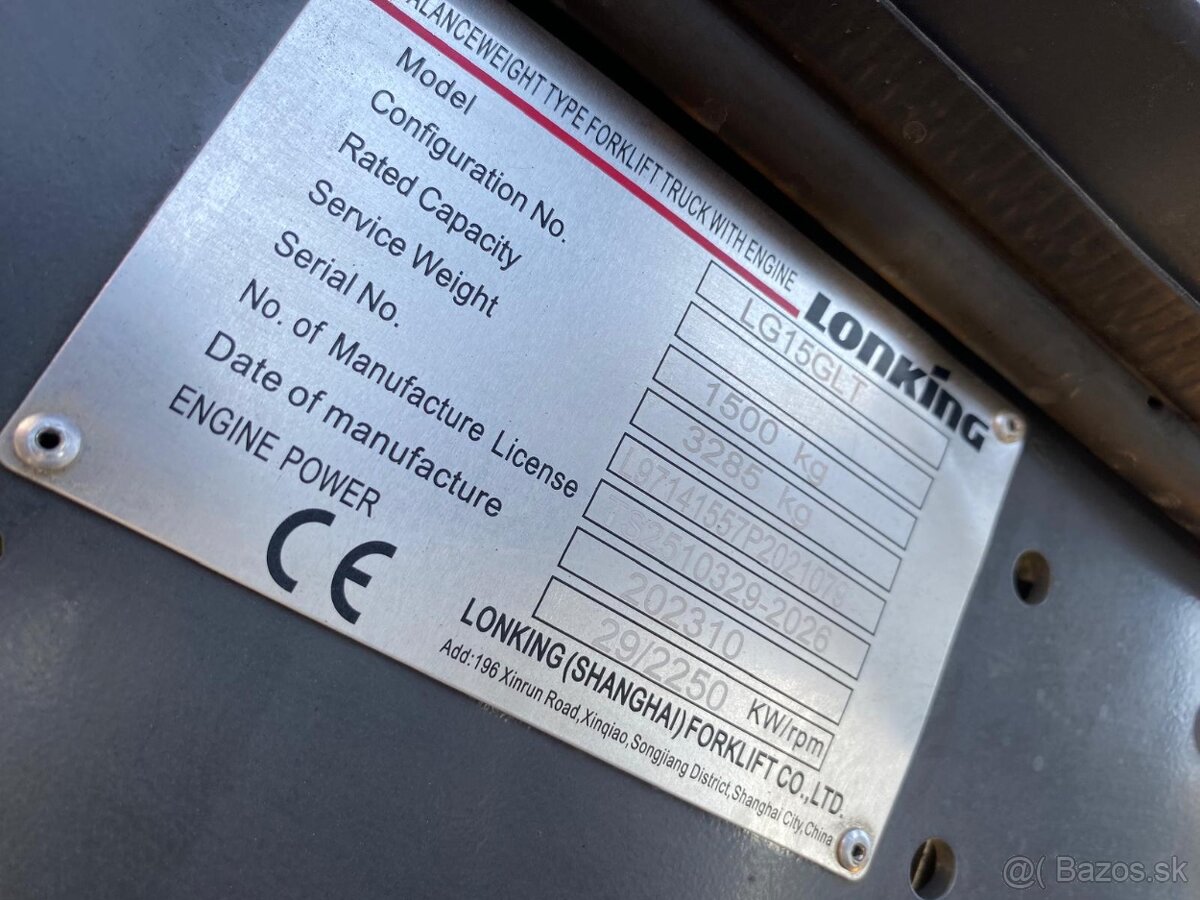 ALANCEWEIGHT TYPE FORKLIFT TRUCK WITH ENGINE
LONKING
Model LG15GLT
Configuration No.
Rated Capacity 1500 kg
Service Weight 3285 kg
Serial No. L97141557P2021079
No. of Manufacture License TS2510329-2026
Date of manufacture 202310
ENGINE POWER 29/2250 KW/rpm
CE
LONKING(SHANGHAI)FORKLIFT CO.,LTD.
Add:196 Xinrun Road,Xinqiao,Songjiang District,Shanghai City,China
@( Bazos.sk